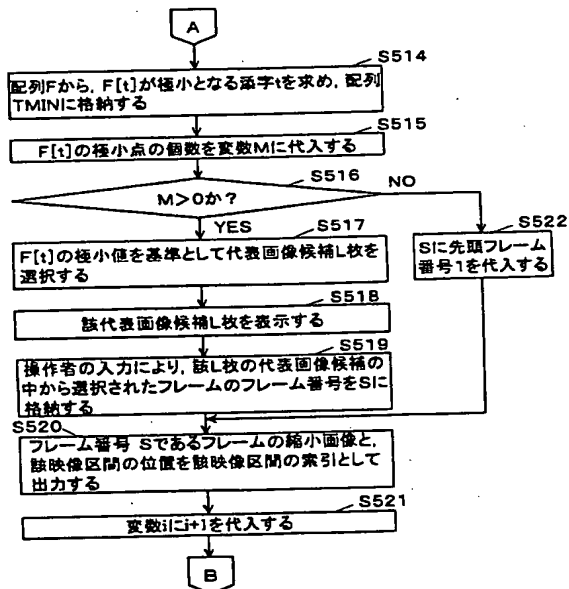 A
S514
配列Fから，F[t]が極小となる添字tを求め，配列
TMINに格納する
S515
F[t]の極小点の個数を変数Mに代入する
S516
M>0か？
NO
YES
S517
F[t]の極小値を基準として代表画像候補L枚を
選択する
S522
Sに先頭フレーム
番号1を代入する
S518
該代表画像候補L枚を表示する
S519
操作者の入力により，該L枚の代表画像候補の
中から選択されたフレームのフレーム番号をSに
格納する
S520
フレーム番号 Sであるフレームの縮小画像と，
該映像区間の位置を該映像区間の索引として
出力する
S521
変数iにi+1を代入する
B